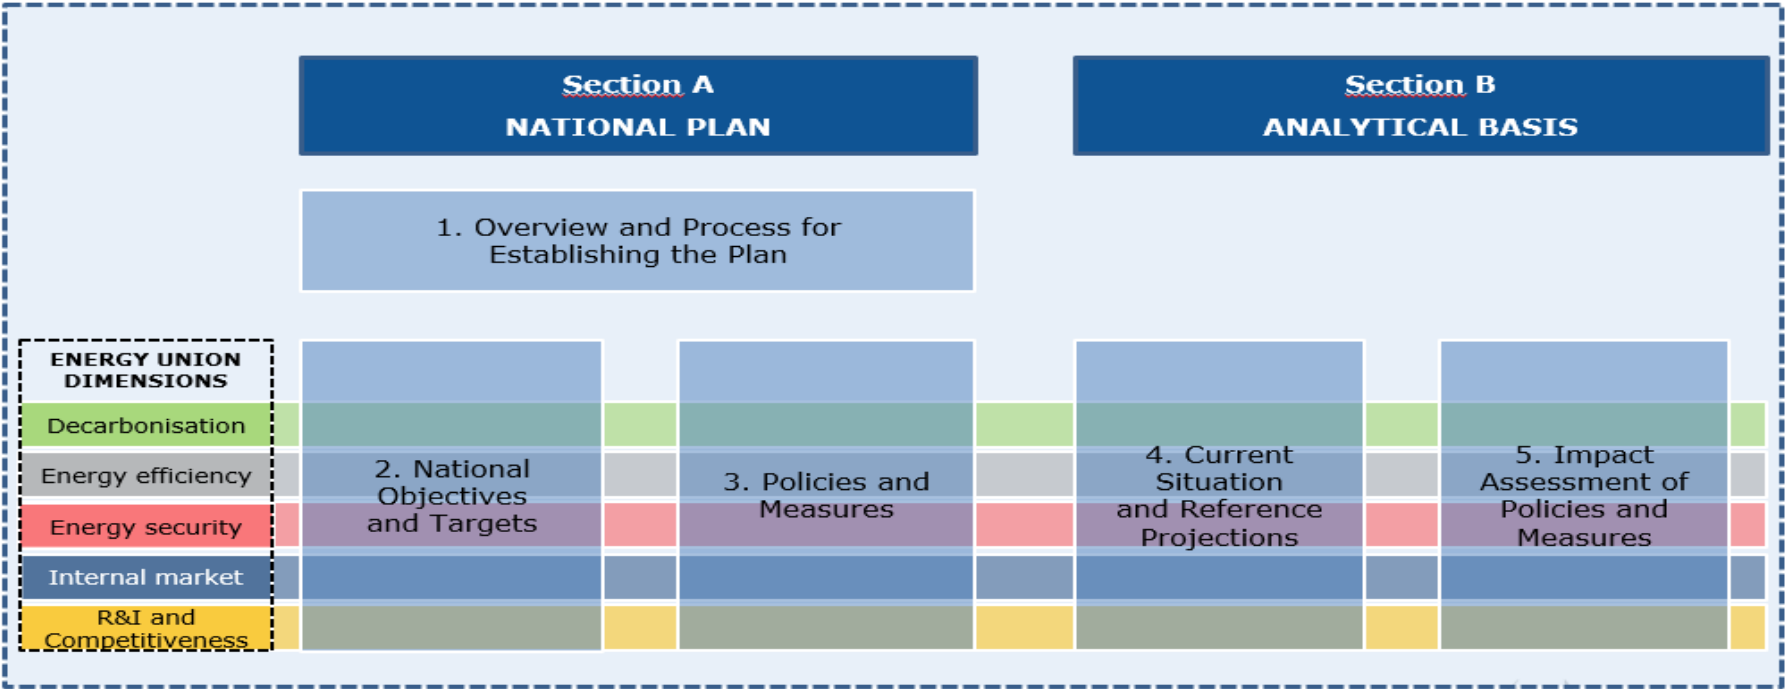 Section A
NATIONAL PLAN
Section B
ANALYTICAL BASIS
1. Overview and Process for
Establishing the Plan
ENERGY UNION
DIMENSIONS
Decarbonisation
Energy efficiency
Energy security
Internal market
R&I and
Competitiveness
2. National
Objectives
and Targets
3. Policies and
Measures
4. Current
Situation
and Reference
Projections
5. Impact
Assessment of
Policies and
Measures